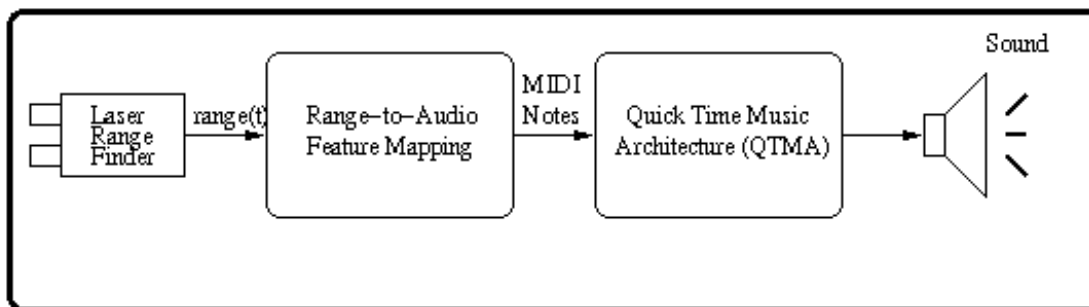 Sound
Laser
Range
Finder
range(t)
Range-to-Audio
Feature Mapping
MIDI
Notes
Quick Time Music
Architecture (QTMA)